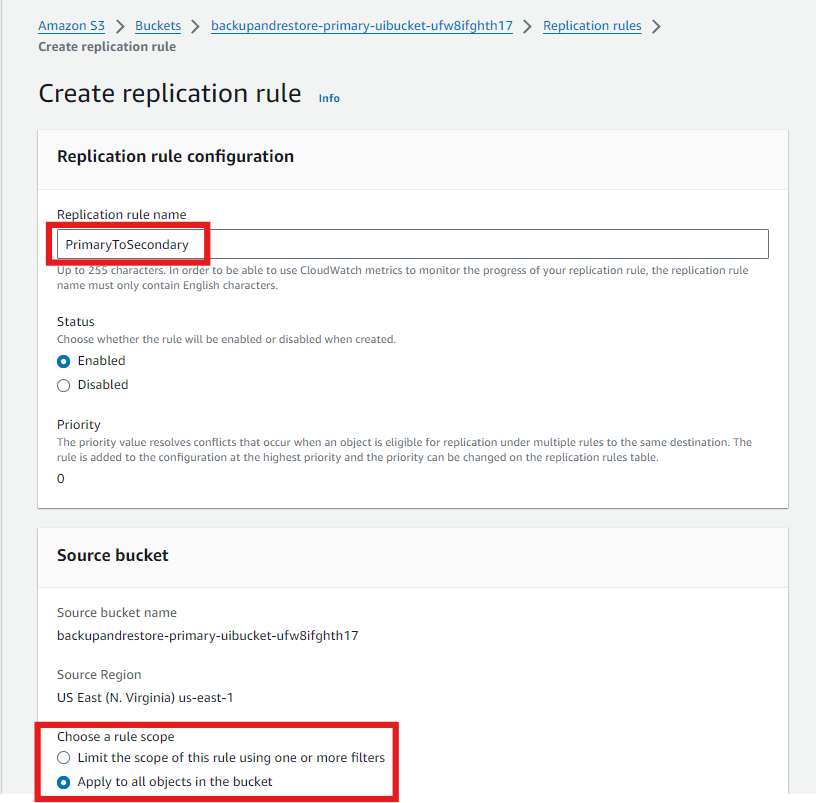 Amazon S3 > Buckets > backupandrestore-primary-uibucket-ufw8ifghth17 > Replication rules >
Create replication rule
Create replication rule Info
Replication rule configuration
Replication rule name
PrimaryToSecondary
Up to 255 characters. In order to be able to use CloudWatch metrics to monitor the progress of your replication rule, the replication rule
name must only contain English characters.
Status
Choose whether the rule will be enabled or disabled when created.
Enabled
Disabled
Priority
The priority value resolves conflicts that occur when an object is eligible for replication under multiple rules to the same destination. The
rule is added to the configuration at the highest priority and the priority can be changed on the replication rules table.
0
Source bucket
Source bucket name
backupandrestore-primary-uibucket-ufw8ifghth17
Source Region
US East (N. Virginia) us-east-1
Choose a rule scope
Limit the scope of this rule using one or more filters
Apply to all objects in the bucket